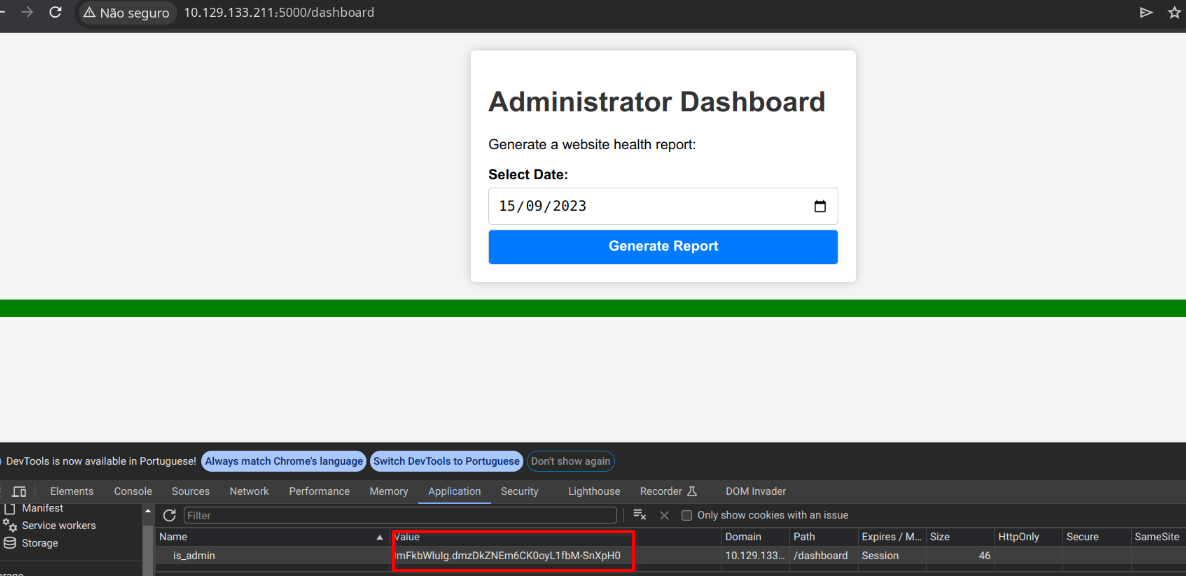 Não seguro 10.129.133.211:5000/dashboard
Administrator Dashboard
Generate a website health report:
Select Date:
15/09/2023
Generate Report
DevTools is now available in Portuguese! Always match Chrome's language Switch DevTools to Portuguese Don't show again
Elements Console Sources Network Performance Memory Application Security Lighthouse Recorder DOM Invader
Manifest
Filter Only show cookies with an issue
Service workers
Name Value Domain Path Expires / M... Size HttpOnly Secure SameSite
Storage
is_admin ImFkbWluIg.dmzDkZNEm6CK0oyL1fbM-SnXpH0 10.129.133... /dashboard Session 46